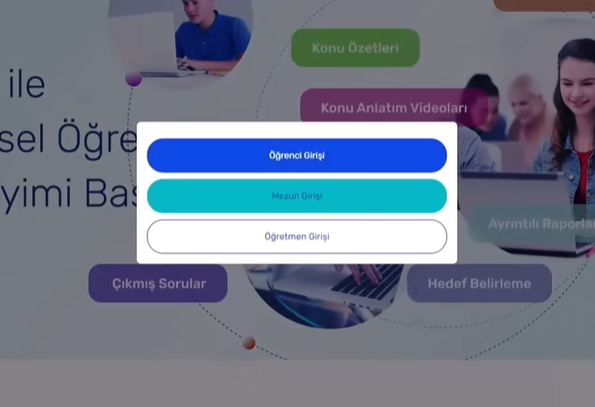 Konu Özetleri
ile
Konu Anlatım Videoları
sel Öğre
yimi Bas
Öğrenci Girişi
Mezun Girişi
Öğretmen Girişi
Ayrıntılı Raporla
Çıkmış Sorular
Hedef Belirleme